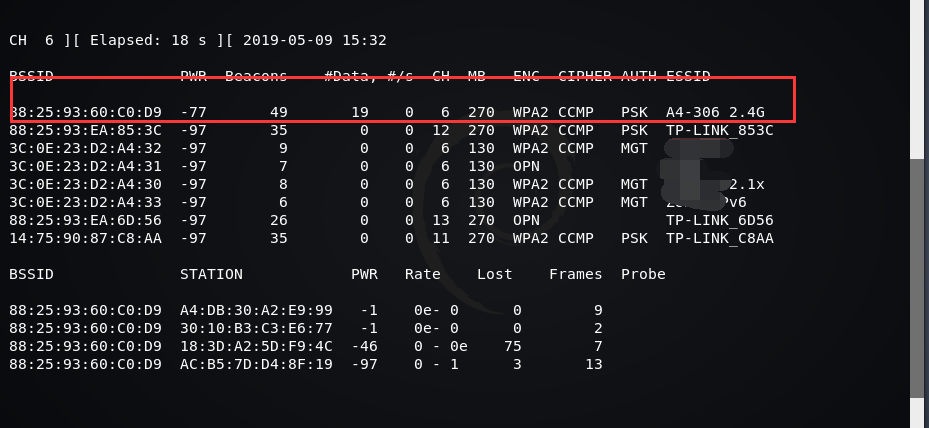 CH 6 ][ Elapsed: 18 s ][ 2019-05-09 15:32
BSSID PWR Beacons #Data, #/s CH MB ENC CIPHER AUTH ESSID
88:25:93:60:C0:D9 -77 49 19 0 6 270 WPA2 CCMP PSK A4-306 2.4G
88:25:93:EA:85:3C -97 35 0 0 12 270 WPA2 CCMP PSK TP-LINK_853C
3C:0E:23:D2:A4:32 -97 9 0 0 6 130 WPA2 CCMP MGT
3C:0E:23:D2:A4:31 -97 7 0 0 6 130 OPN
3C:0E:23:D2:A4:30 -97 8 0 0 6 130 WPA2 CCMP MGT 2.1x
3C:0E:23:D2:A4:33 -97 6 0 0 6 130 WPA2 CCMP MGT v6
88:25:93:EA:6D:56 -97 26 0 0 13 270 OPN TP-LINK_6D56
14:75:90:87:C8:AA -97 35 0 0 11 270 WPA2 CCMP PSK TP-LINK_C8AA
BSSID STATION PWR Rate Lost Frames Probe
88:25:93:60:C0:D9 A4:DB:30:A2:E9:99 -1 0e- 0 0 9
88:25:93:60:C0:D9 30:10:B3:C3:E6:77 -1 0e- 0 0 2
88:25:93:60:C0:D9 18:3D:A2:5D:F9:4C -46 0 - 0e 75 7
88:25:93:60:C0:D9 AC:B5:7D:D4:8F:19 -97 0 - 1 3 13